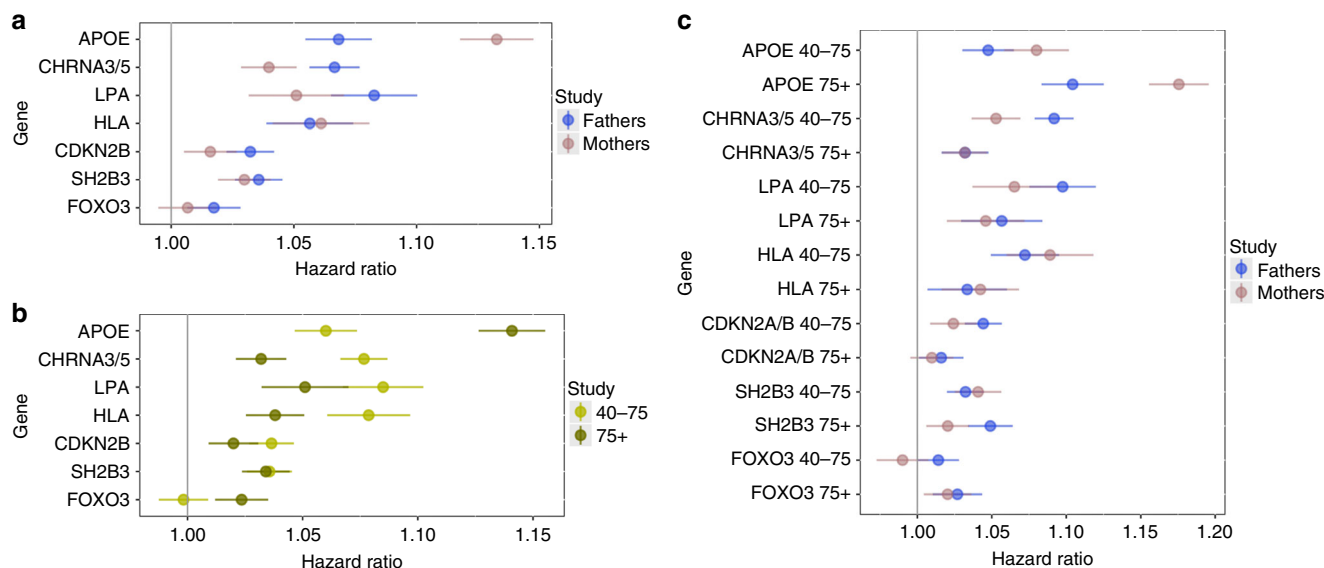 a
Gene
APOE
CHRNA3/5
LPA
HLA
CDKN2B
SH2B3
FOXO3
1.00 1.05 1.10 1.15
Hazard ratio
Study
Fathers
Mothers
b
Gene
APOE
CHRNA3/5
LPA
HLA
CDKN2B
SH2B3
FOXO3
1.00 1.05 1.10 1.15
Hazard ratio
Study
40–75
75+
c
Gene
APOE 40–75
APOE 75+
CHRNA3/5 40–75
CHRNA3/5 75+
LPA 40–75
LPA 75+
HLA 40–75
HLA 75+
CDKN2A/B 40–75
CDKN2A/B 75+
SH2B3 40–75
SH2B3 75+
FOXO3 40–75
FOXO3 75+
1.00 1.05 1.10 1.15 1.20
Hazard ratio
Study
Fathers
Mothers